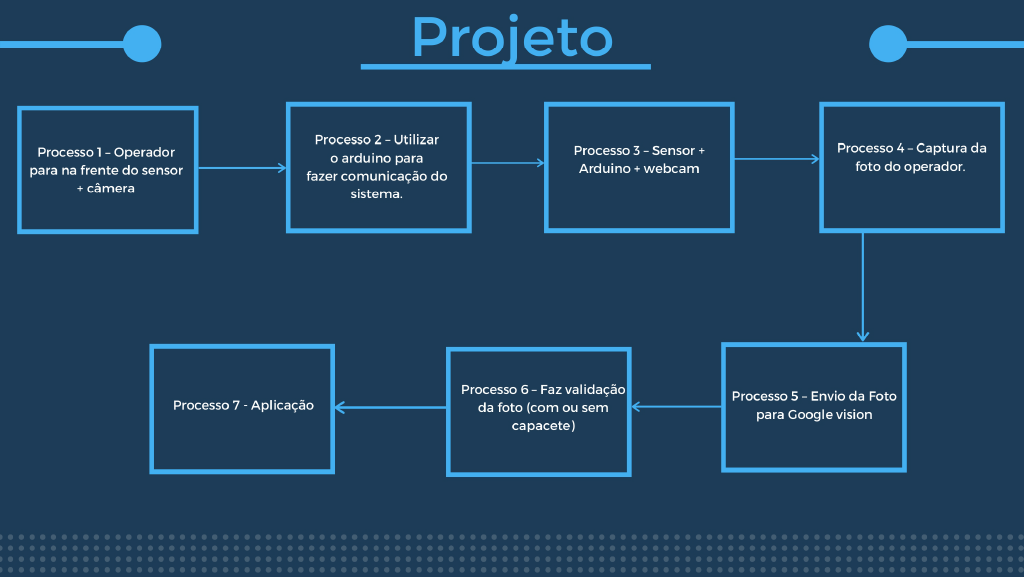 Projeto
Processo 1 – Operador
para na frente do sensor
+ câmera
Processo 2 – Utilizar
o arduino para
fazer comunicação do
sistema.
Processo 3 – Sensor +
Arduino + webcam
Processo 4 – Captura da
foto do operador.
Processo 5 – Envio da Foto
para Google vision
Processo 6 – Faz validação
da foto (com ou sem
capacete)
Processo 7 - Aplicação